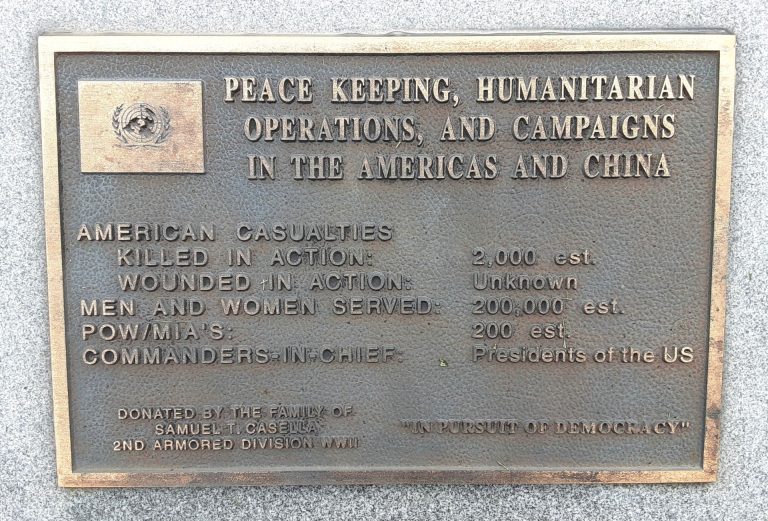 PEACE KEEPING, HUMANITARIAN
OPERATIONS, AND CAMPAIGNS
IN THE AMERICAS AND CHINA
AMERICAN CASUALTIES
KILLED IN ACTION: 2,000 est.
WOUNDED IN ACTION: Unknown
MEN AND WOMEN SERVED: 200,000 est.
POW/MIA'S: 200 est.
COMMANDERS-IN-CHIEF: Presidents of the US
DONATED BY THE FAMILY OF
SAMUEL T. CASELLA
2ND ARMORED DIVISION WWII
"IN PURSUIT OF DEMOCRACY"